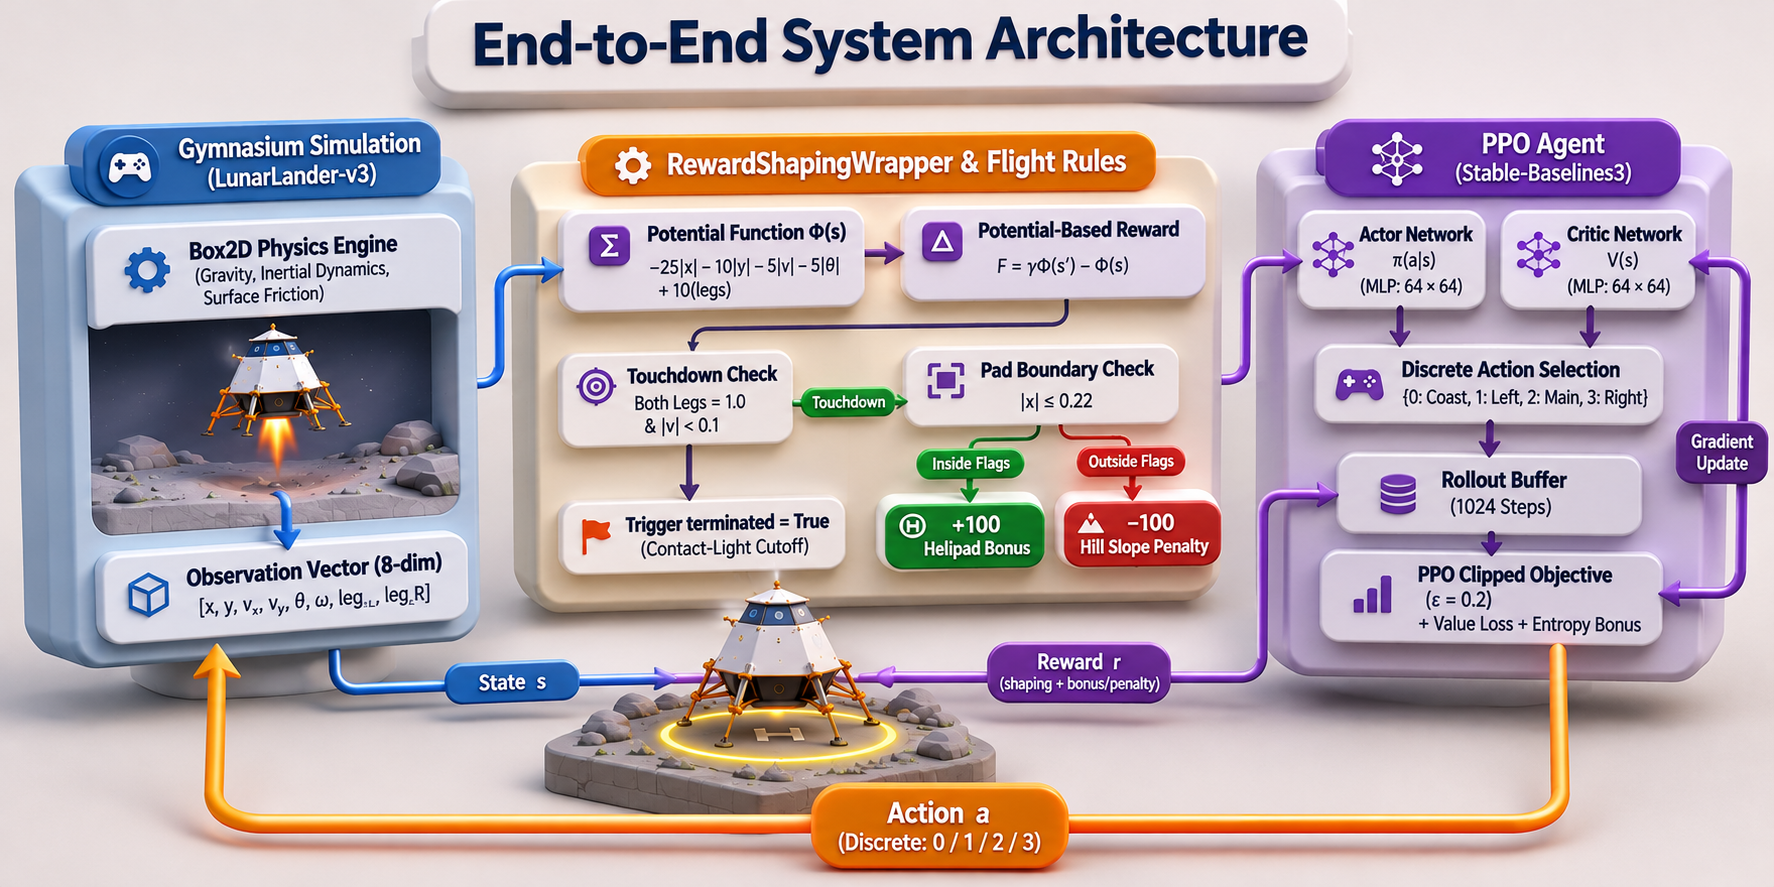 End-to-End System Architecture
Gymnasium Simulation
(LunarLander-v3)
Box2D Physics Engine
(Gravity, Inertial Dynamics,
Surface Friction)
Observation Vector (8-dim)
[x, y, vₓ, vᵧ, θ, ω, leg L, leg R]
RewardShapingWrapper & Flight Rules
Σ
Potential Function Φ(s)
−25|x| − 10|y| − 5|v| − 5|θ|
+ 10(legs)
Δ
Potential-Based Reward
F = γΦ(s′) − Φ(s)
Touchdown Check
Both Legs = 1.0
& |v| < 0.1
Touchdown
Pad Boundary Check
|x| ≤ 0.22
Inside Flags
Outside Flags
Trigger terminated = True
(Contact-Light Cutoff)
H
+100
Helipad Bonus
−100
Hill Slope Penalty
PPO Agent
(Stable-Baselines3)
Actor Network
π(a|s)
(MLP: 64 × 64)
Critic Network
V(s)
(MLP: 64 × 64)
Discrete Action Selection
{0: Coast, 1: Left, 2: Main, 3: Right}
Rollout Buffer
(1024 Steps)
Gradient
Update
PPO Clipped Objective
(ε = 0.2)
+ Value Loss + Entropy Bonus
State s
Reward r
(shaping + bonus/penalty)
H
Action a
(Discrete: 0 / 1 / 2 / 3)